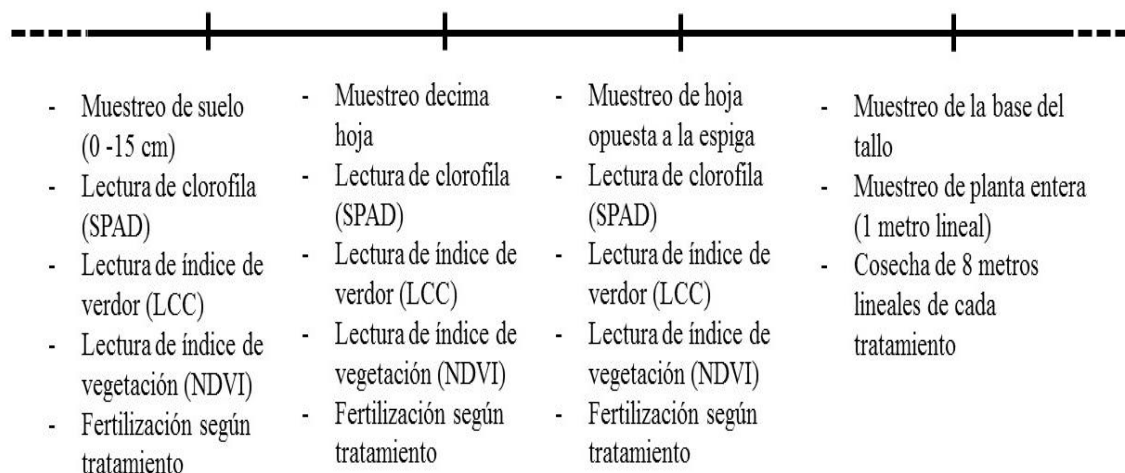 - Muestreo de suelo
(0 -15 cm)
- Lectura de clorofila
(SPAD)
- Lectura de índice de
verdor (LCC)
- Lectura de índice de
vegetación (NDVI)
- Fertilización según
tratamiento
- Muestreo decima
hoja
- Lectura de clorofila
(SPAD)
- Lectura de índice de
verdor (LCC)
- Lectura de índice de
vegetación (NDVI)
- Fertilización según
tratamiento
- Muestreo de hoja
opuesta a la espiga
- Lectura de clorofila
(SPAD)
- Lectura de índice de
verdor (LCC)
- Lectura de índice de
vegetación (NDVI)
- Fertilización según
tratamiento
- Muestreo de la base del
tallo
- Muestreo de planta entera
(1 metro lineal)
- Cosecha de 8 metros
lineales de cada
tratamiento